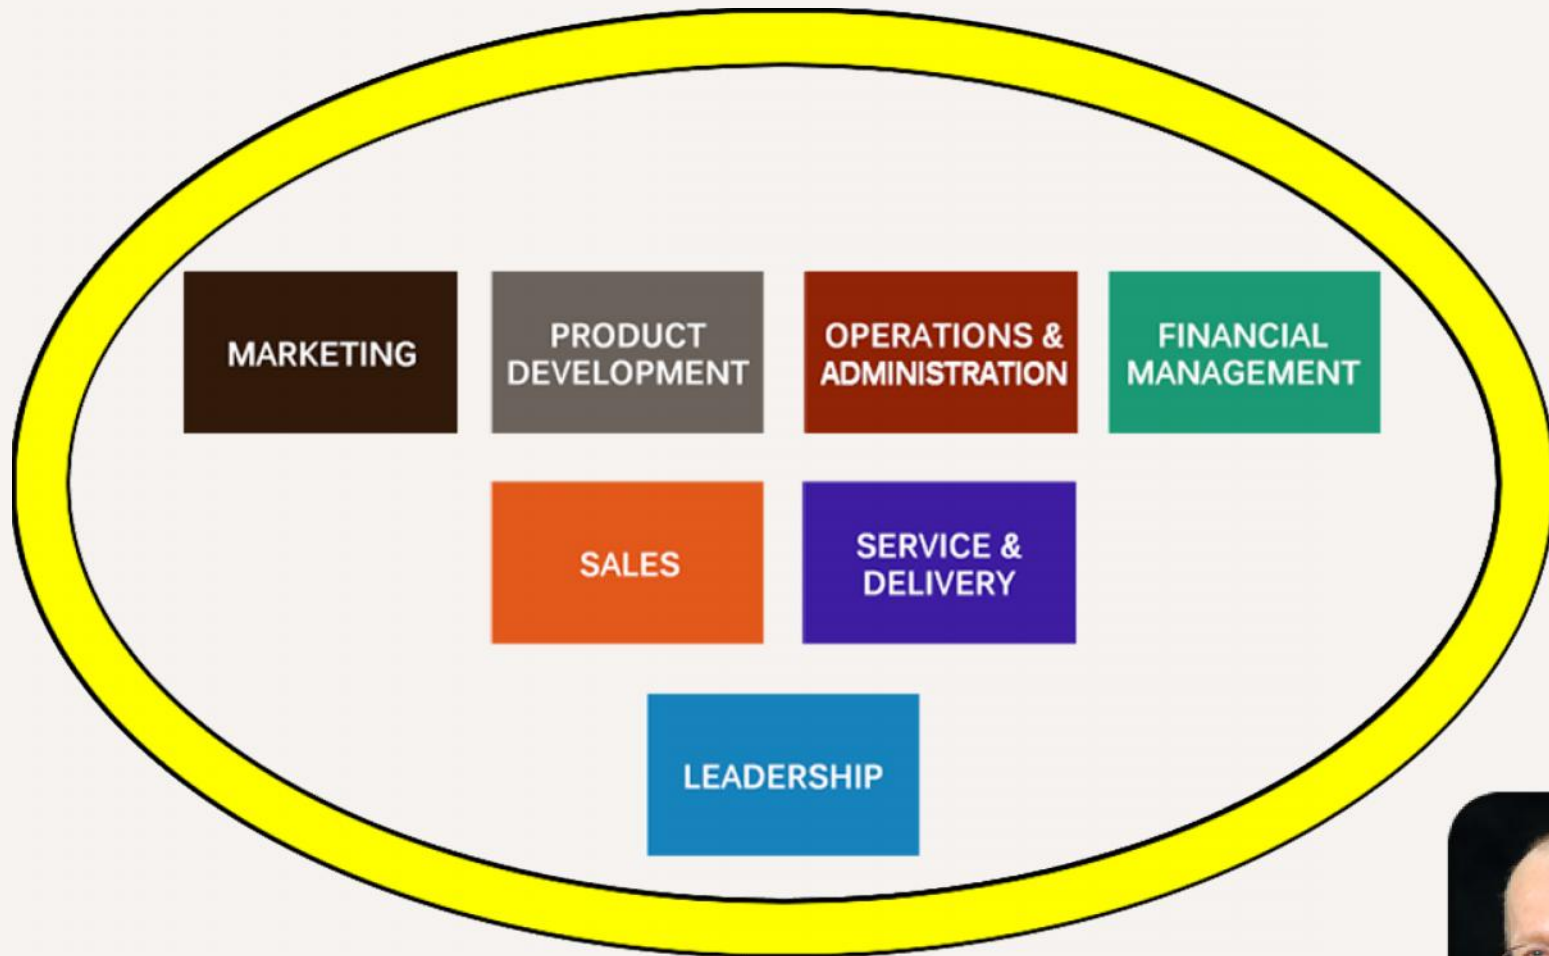 MARKETING
PRODUCT
DEVELOPMENT
OPERATIONS &
ADMINISTRATION
FINANCIAL
MANAGEMENT
SALES
SERVICE &
DELIVERY
LEADERSHIP